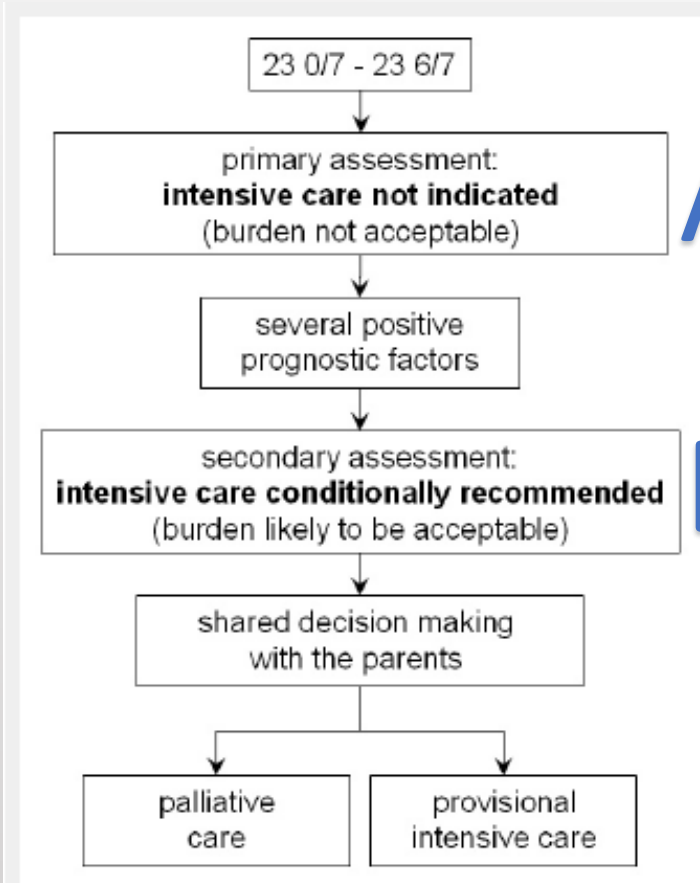 23 0/7 - 23 6/7
primary assessment:
intensive care not indicated
(burden not acceptable)
several positive
prognostic factors
secondary assessment:
intensive care conditionally recommended
(burden likely to be acceptable)
shared decision making
with the parents
palliative
care
provisional
intensive care